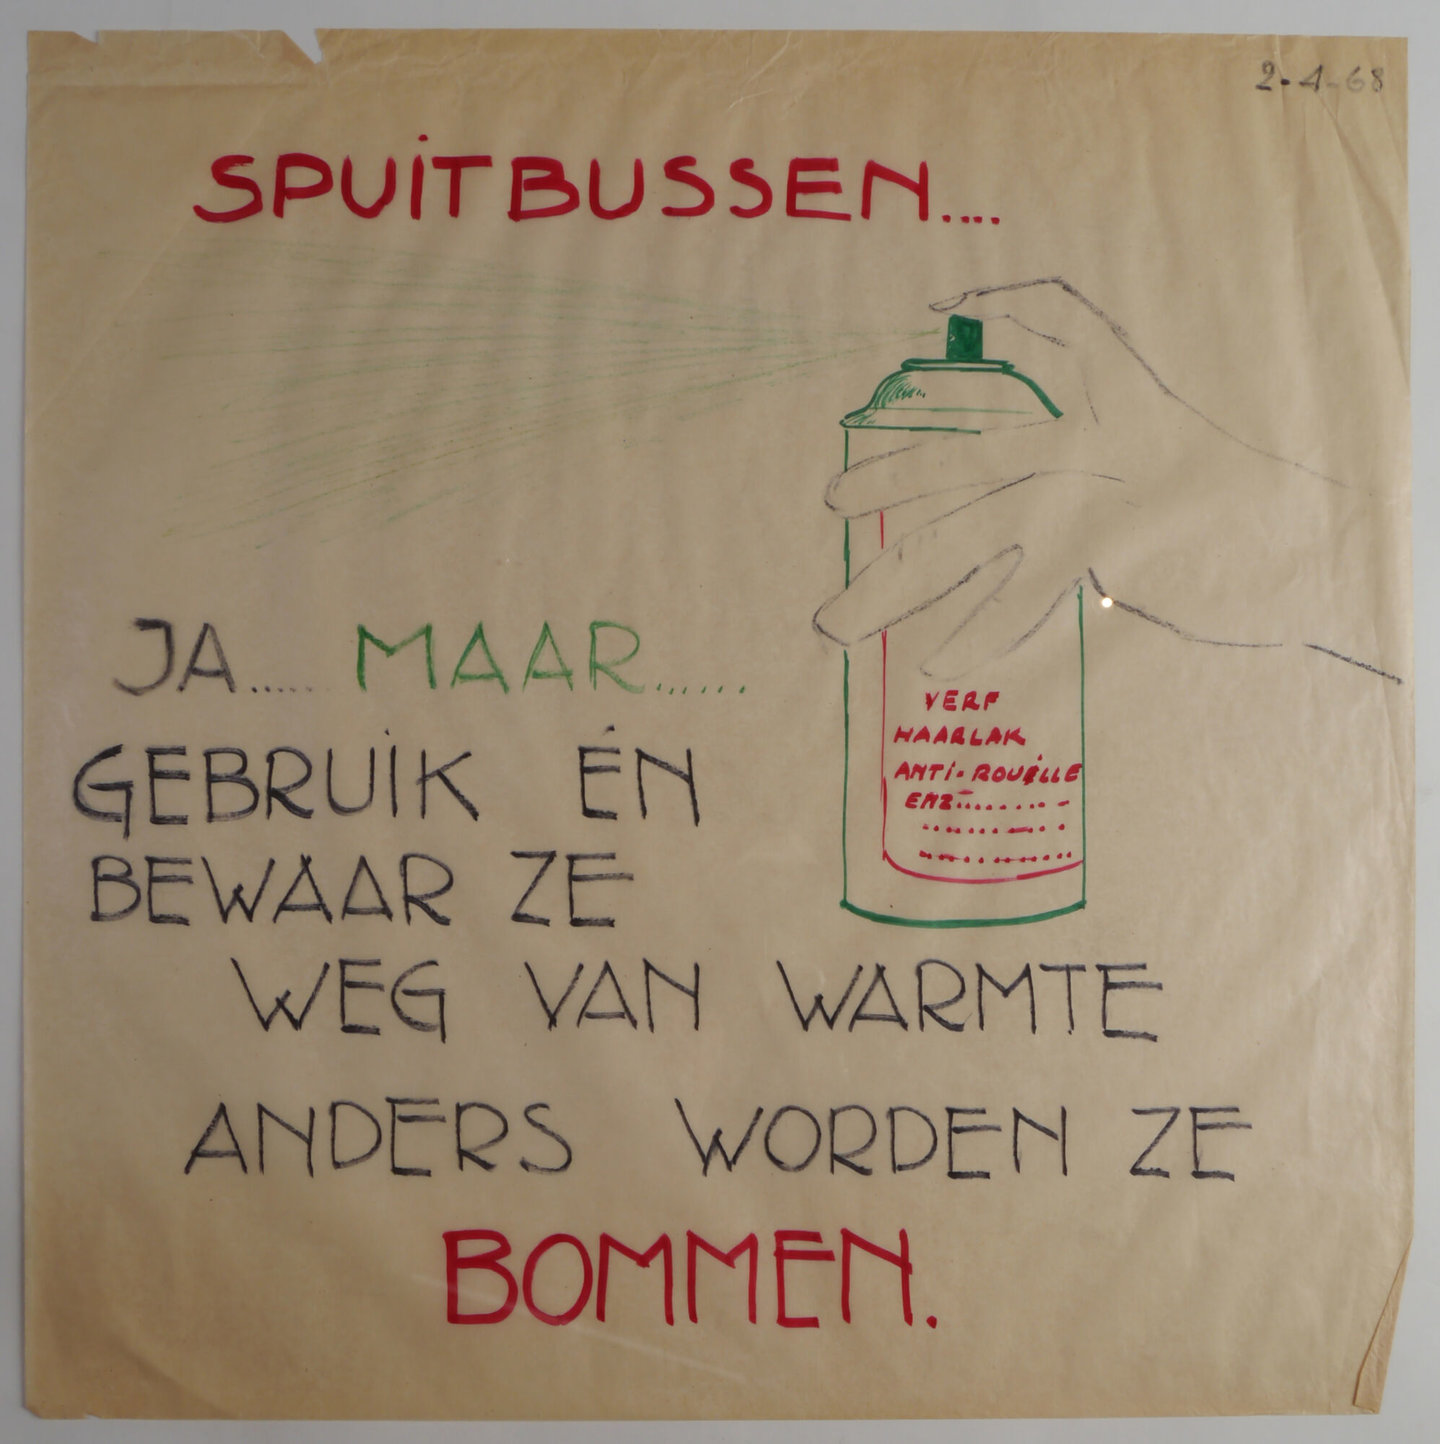 2-4-68
SPUiTBUSSEN....
JA..... MAAR......
GEBRUiK ÉN
BEWAAR ZE
WEG VAN WARMTE
ANDERS WORDEN ZE
BOMMEN.
VERF
HAARLAK
ANTi-ROUiLLE
ENZ.........